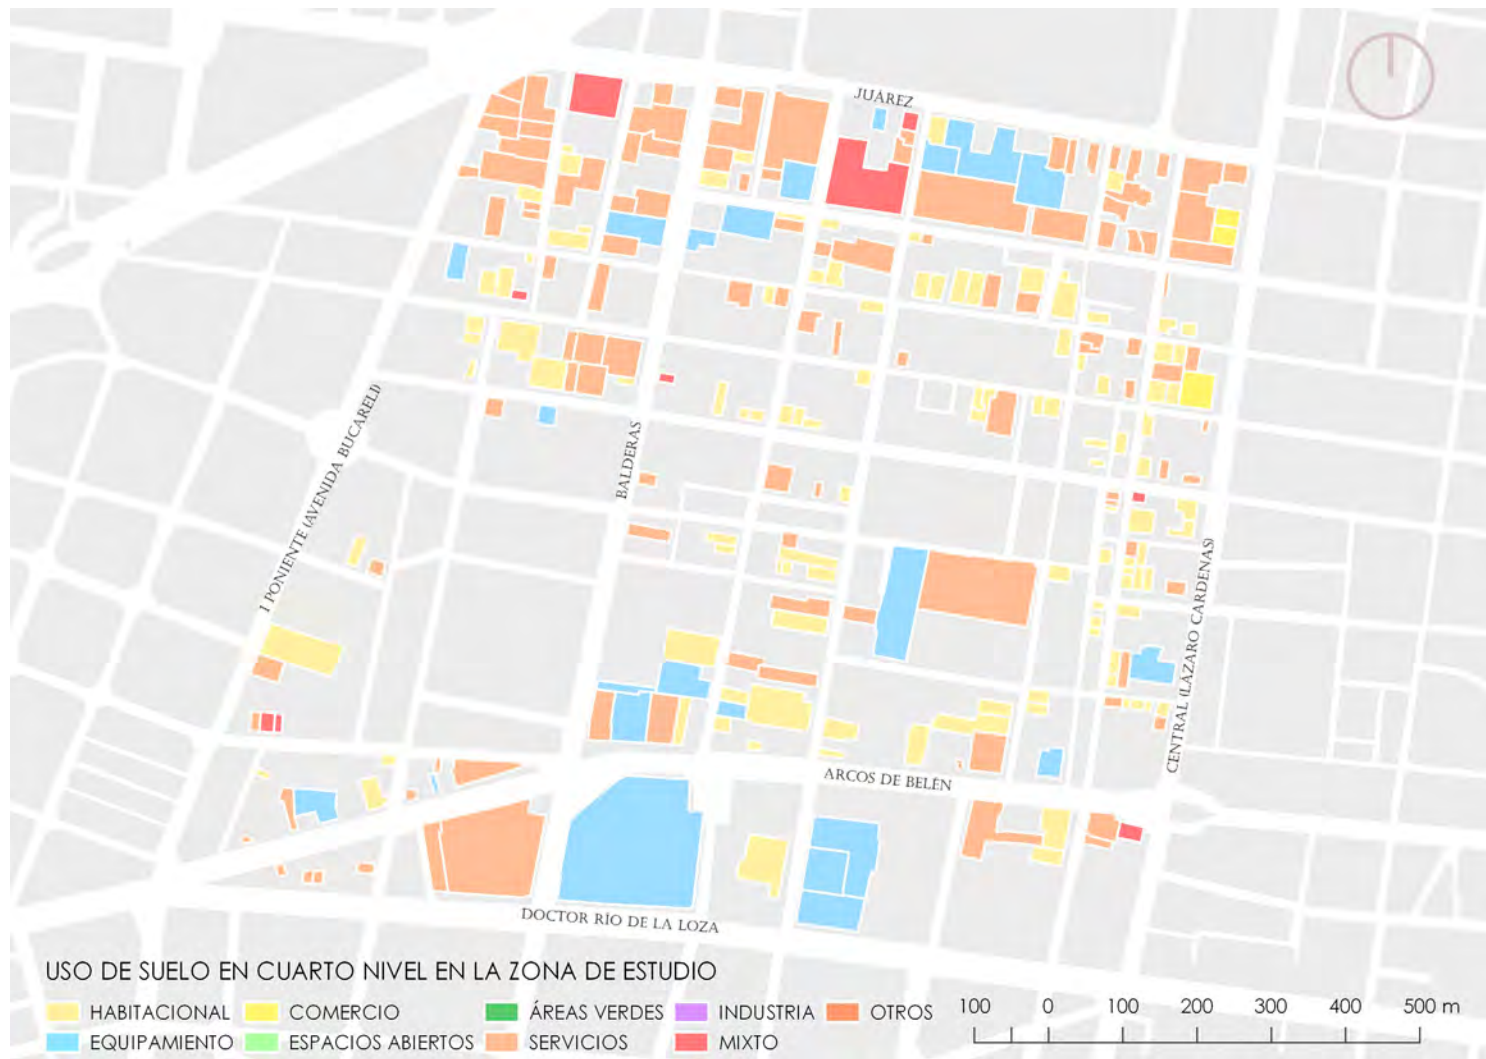 JUÁREZ
1 PONIENTE (AVENIDA BUCARELI)
BALDERAS
CENTRAL (LÁZARO CARDENAS)
ARCOS DE BELÉN
DOCTOR RÍO DE LA LOZA
USO DE SUELO EN CUARTO NIVEL EN LA ZONA DE ESTUDIO
HABITACIONAL COMERCIO ÁREAS VERDES INDUSTRIA OTROS
EQUIPAMIENTO ESPACIOS ABIERTOS SERVICIOS MIXTO
100 0 100 200 300 400 500 m